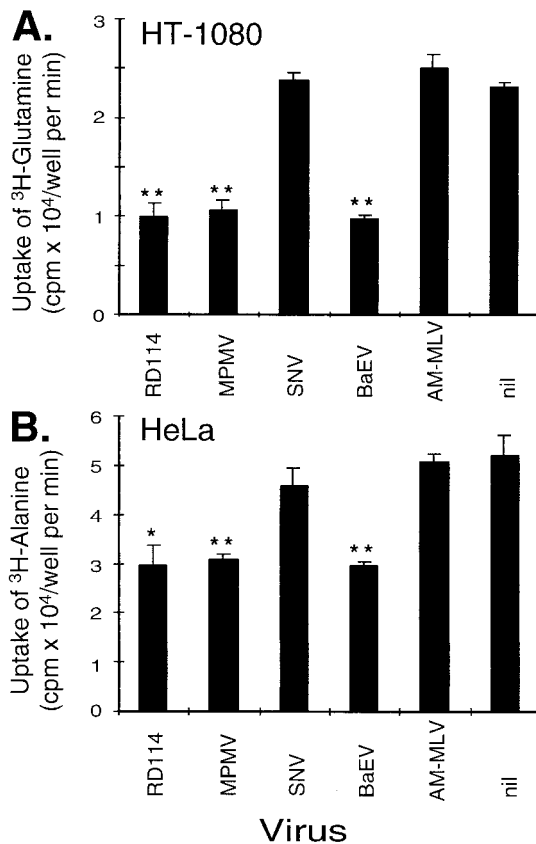 A.
HT-1080
Uptake of ³H-Glutamine
(cpm x 10⁴/well per min)
3
2
1
0
**
**
**
RD114
MPMV
SNV
BaEV
AM-MLV
nil
B.
HeLa
Uptake of ³H-Alanine
(cpm x 10⁴/well per min)
6
5
4
3
2
1
0
*
**
**
RD114
MPMV
SNV
BaEV
AM-MLV
nil
Virus